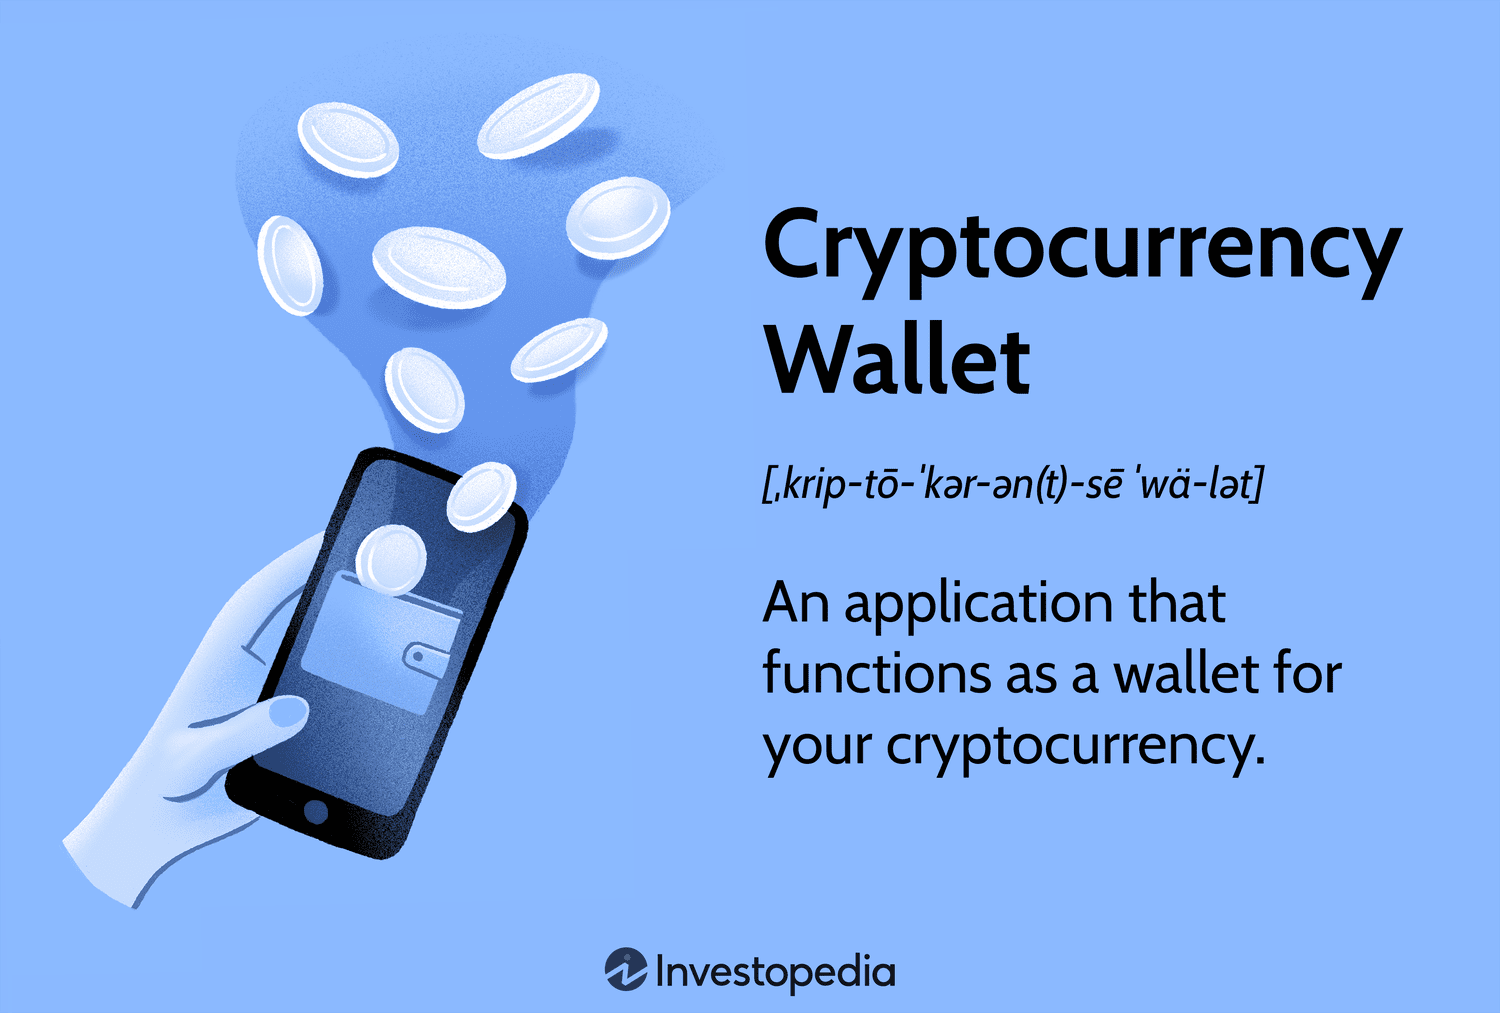 Cryptocurrency
Wallet
[ˌkrip-tō-ˈkər-ən(t)-sē ˈwä-lət]
An application that
functions as a wallet for
your cryptocurrency.
Investopedia